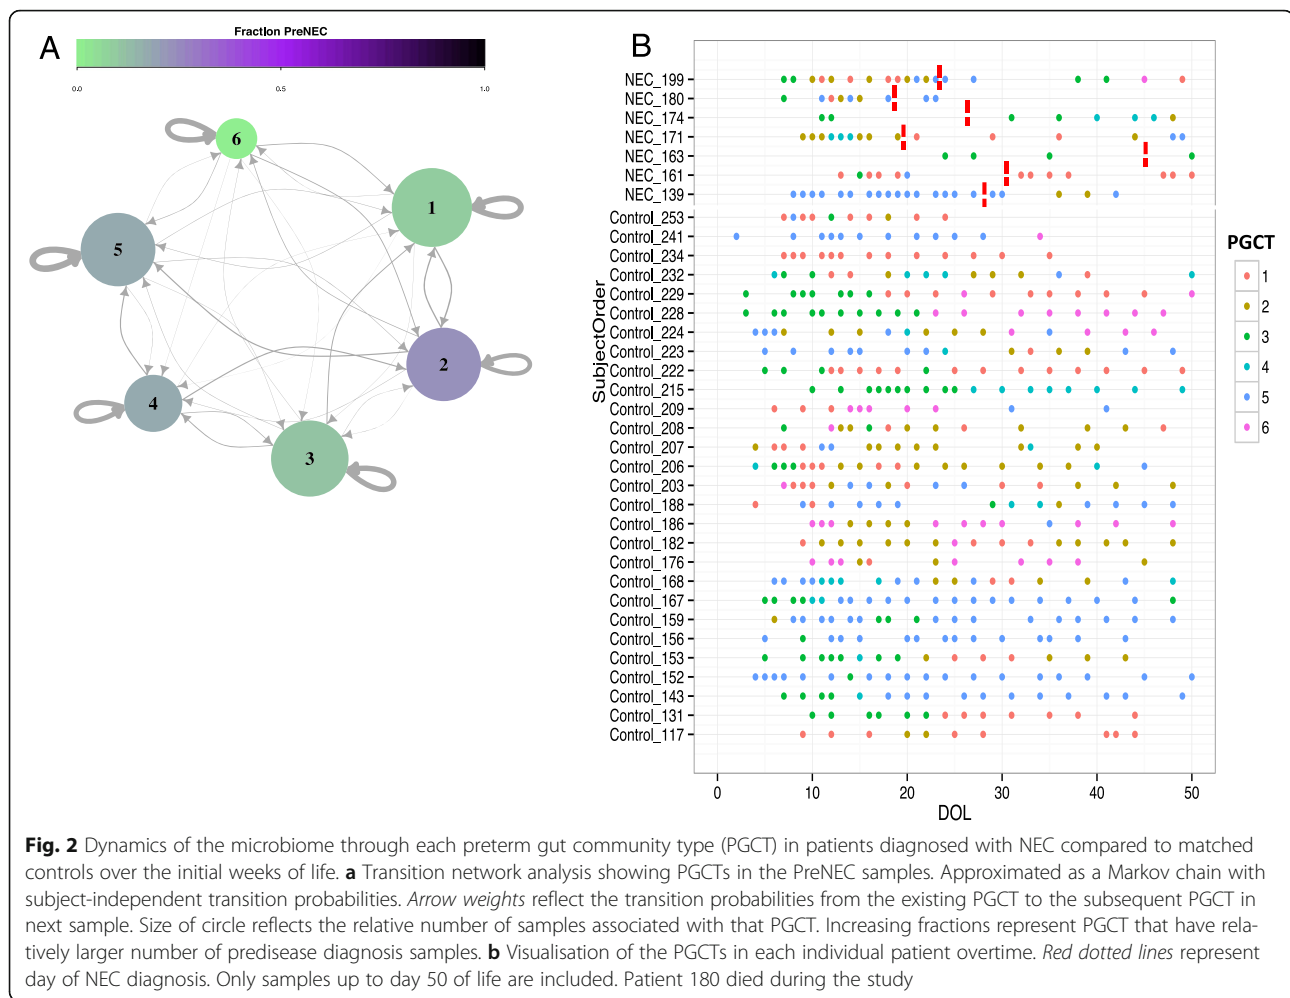 A
Fraction PreNEC
0.0
0.5
1.0
6
1
5
2
4
3
B
NEC_199
NEC_180
NEC_174
NEC_171
NEC_163
NEC_161
NEC_139
Control_253
Control_241
Control_234
Control_232
Control_229
Control_228
Control_224
Control_223
Control_222
Control_215
Control_209
Control_208
Control_207
Control_206
Control_203
Control_188
Control_186
Control_182
Control_176
Control_168
Control_167
Control_159
Control_156
Control_153
Control_152
Control_143
Control_131
Control_117
SubjectOrder
0
10
20
30
40
50
DOL
PGCT
1
2
3
4
5
6
Fig. 2 Dynamics of the microbiome through each preterm gut community type (PGCT) in patients diagnosed with NEC compared to matched
controls over the initial weeks of life. a Transition network analysis showing PGCTs in the PreNEC samples. Approximated as a Markov chain with
subject-independent transition probabilities. Arrow weights reflect the transition probabilities from the existing PGCT to the subsequent PGCT in
next sample. Size of circle reflects the relative number of samples associated with that PGCT. Increasing fractions represent PGCT that have rela-
tively larger number of predisease diagnosis samples. b Visualisation of the PGCTs in each individual patient overtime. Red dotted lines represent
day of NEC diagnosis. Only samples up to day 50 of life are included. Patient 180 died during the study